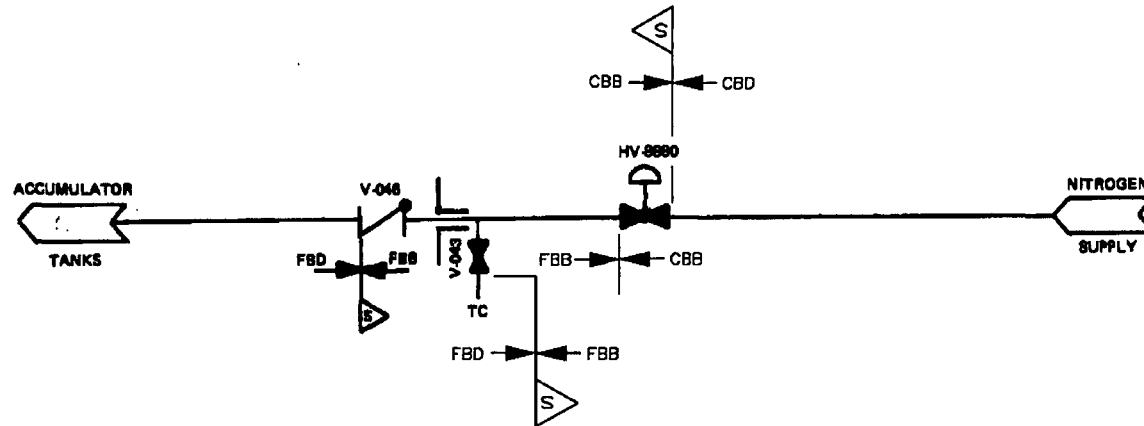 S
CBB CBD
HV-8880
ACCUMULATOR
TANKS
V-046
NITROGEN
SUPPLY
FBD FBB
V-043
FBB CBB
S
TC
FBD FBB
S